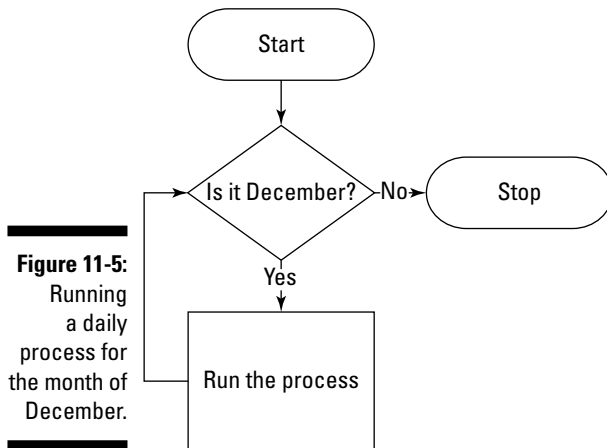 Start
Is it December?
No
Stop
Yes
Run the process
Figure 11-5:
Running
a daily
process for
the month of
December.